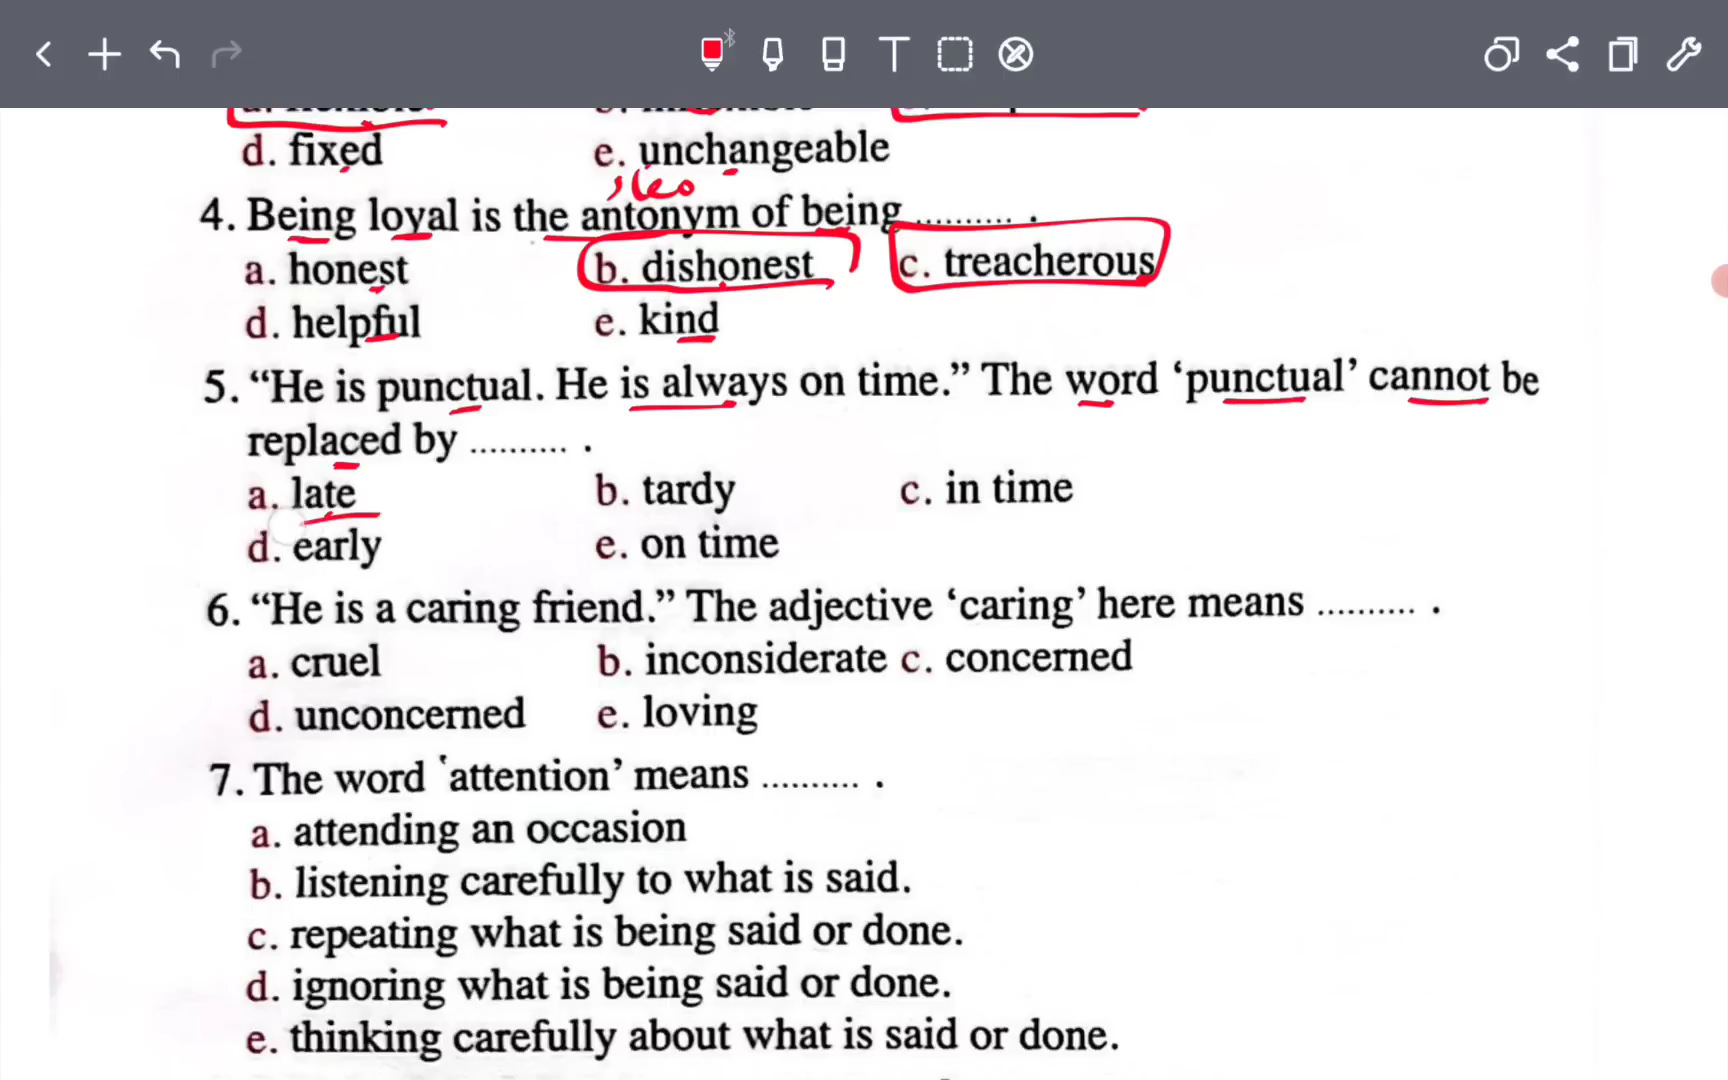 d. fixed e. unchangeable
مضاد
4. Being loyal is the antonym of being .......... .
a. honest b. dishonest c. treacherous
d. helpful e. kind
5. “He is punctual. He is always on time.” The word ‘punctual’ cannot be
replaced by .......... .
a. late b. tardy c. in time
d. early e. on time
6. “He is a caring friend.” The adjective ‘caring’ here means .......... .
a. cruel b. inconsiderate c. concerned
d. unconcerned e. loving
7. The word ‘attention’ means .......... .
a. attending an occasion
b. listening carefully to what is said.
c. repeating what is being said or done.
d. ignoring what is being said or done.
e. thinking carefully about what is said or done.